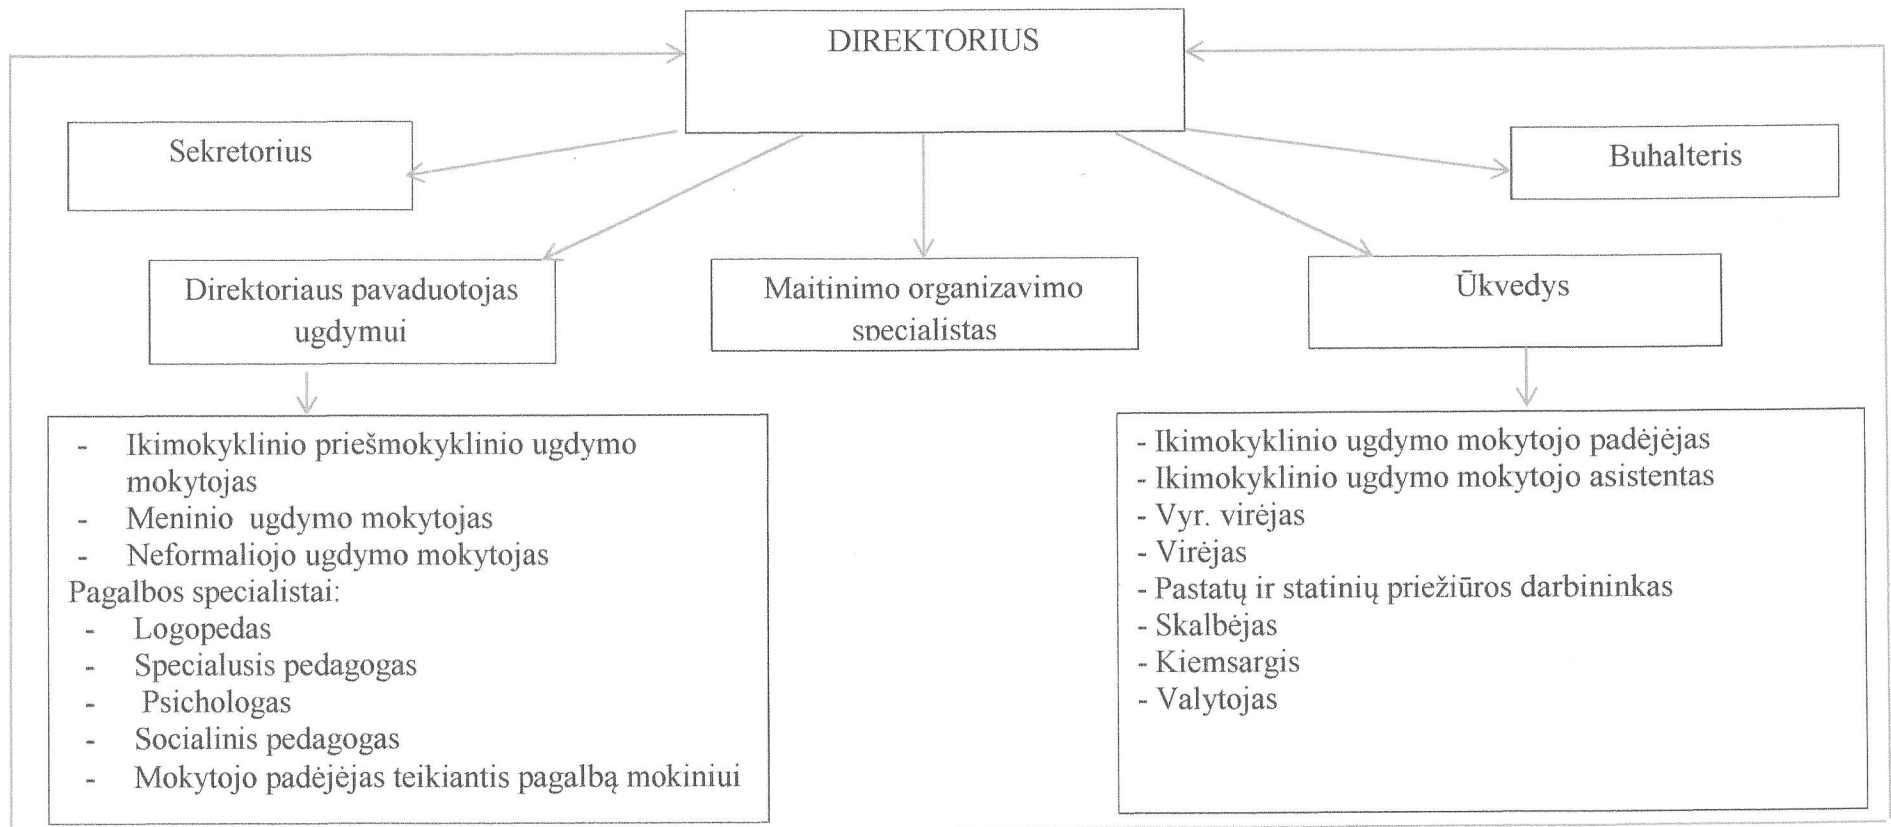 DIREKTORIUS
Sekretorius
Buhalteris
Direktoriaus pavaduotojas
ugdymui
Maitinimo organizavimo
specialistas
Ūkvedys
- Ikimokyklinio priešmokyklinio ugdymo
mokytojas
- Meninio ugdymo mokytojas
- Neformaliojo ugdymo mokytojas
Pagalbos specialistai:
- Logopedas
- Specialusis pedagogas
- Psichologas
- Socialinis pedagogas
- Mokytojo padėjėjas teikiantis pagalbą mokiniui
- Ikimokyklinio ugdymo mokytojo padėjėjas
- Ikimokyklinio ugdymo mokytojo asistentas
- Vyr. virėjas
- Virėjas
- Pastatų ir statinių priežiūros darbininkas
- Skalbėjas
- Kiemsargis
- Valytojas